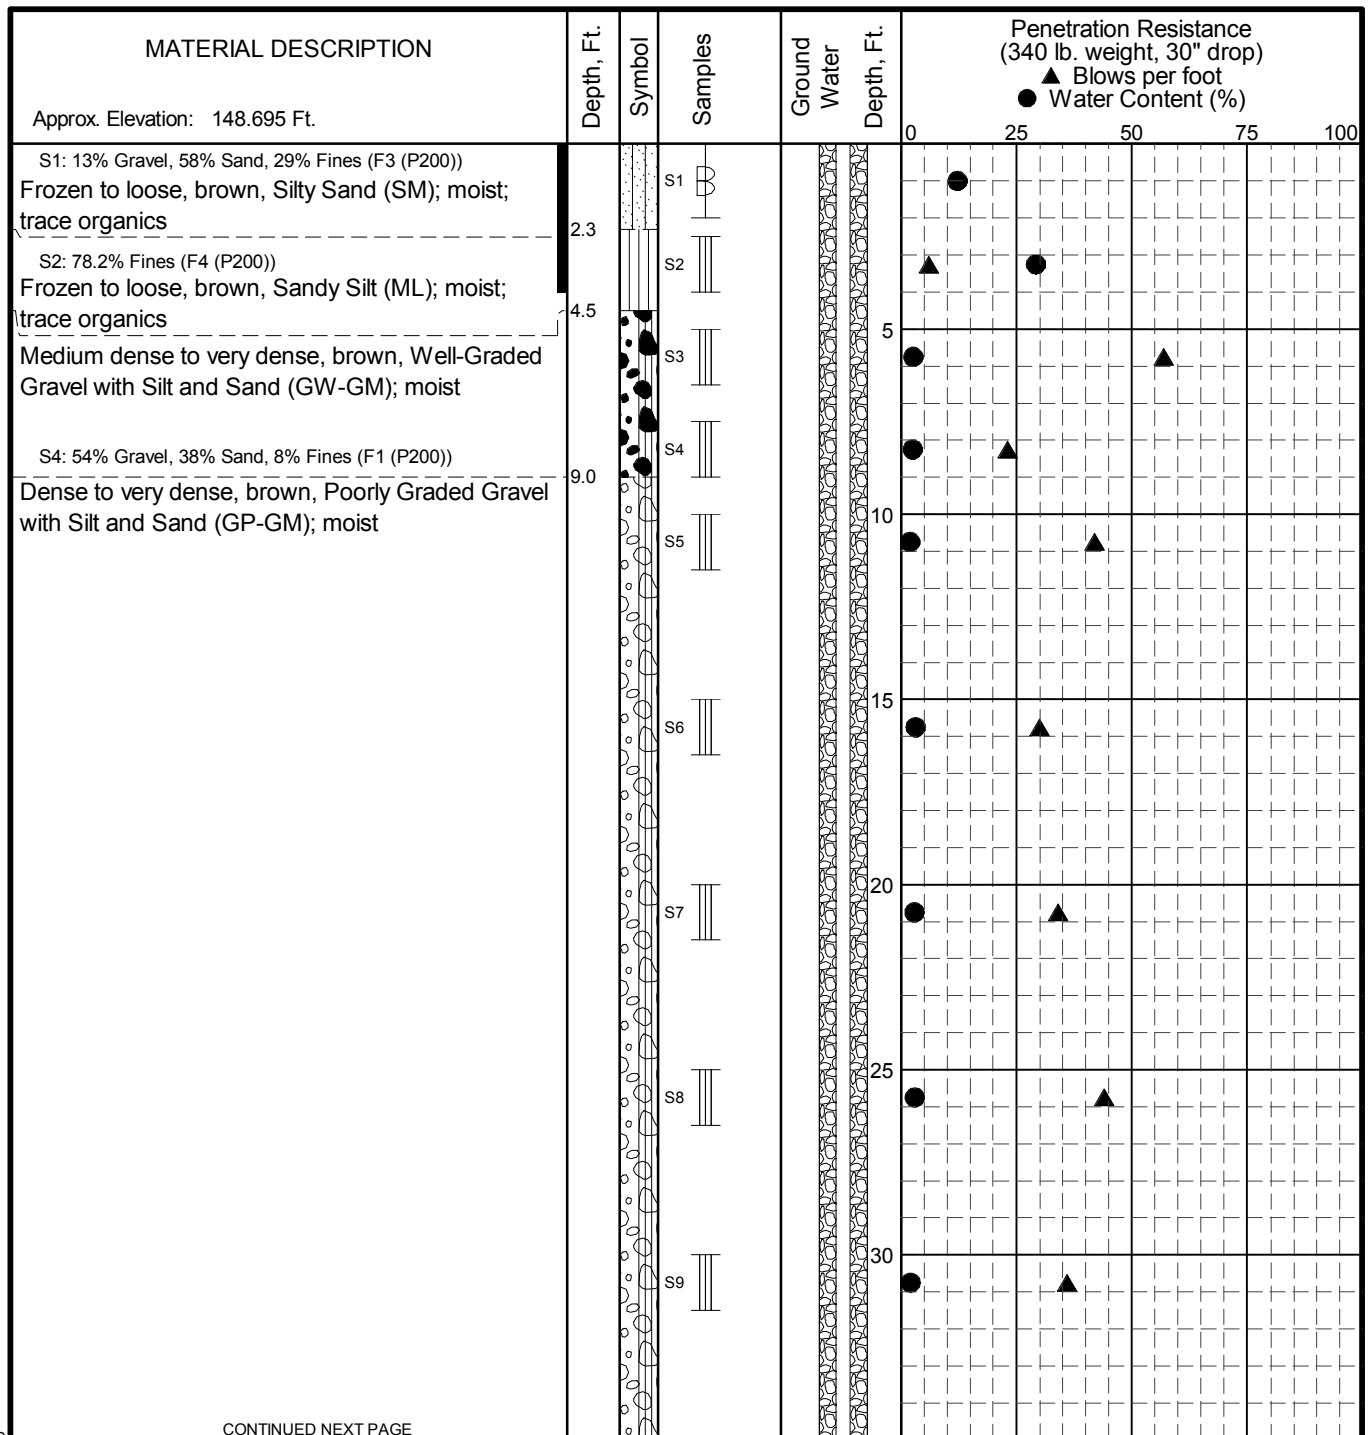 MATERIAL DESCRIPTION
Approx. Elevation: 148.695 Ft.
Depth, Ft.
Symbol
Samples
Ground
Water
Depth, Ft.
Penetration Resistance
(340 lb. weight, 30" drop)
▲ Blows per foot
● Water Content (%)
0 25 50 75 100
S1: 13% Gravel, 58% Sand, 29% Fines (F3 (P200))
Frozen to loose, brown, Silty Sand (SM); moist;
trace organics
2.3
S2: 78.2% Fines (F4 (P200))
Frozen to loose, brown, Sandy Silt (ML); moist;
trace organics
4.5
Medium dense to very dense, brown, Well-Graded
Gravel with Silt and Sand (GW-GM); moist
S4: 54% Gravel, 38% Sand, 8% Fines (F1 (P200))
9.0
Dense to very dense, brown, Poorly Graded Gravel
with Silt and Sand (GP-GM); moist
S1
S2
S3
S4
S5
S6
S7
S8
S9
5
10
15
20
25
30
CONTINUED NEXT PAGE